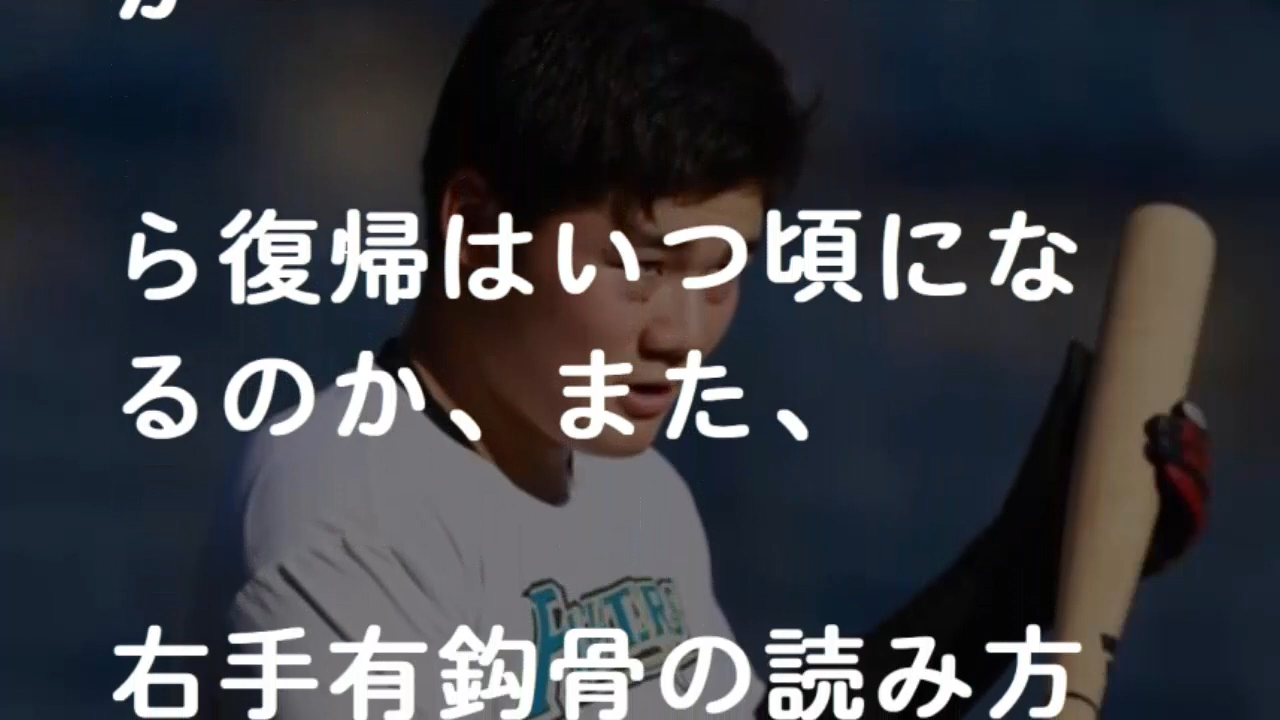 ら復帰はいつ頃にな
るのか、また、
右手有鈎骨の読み方